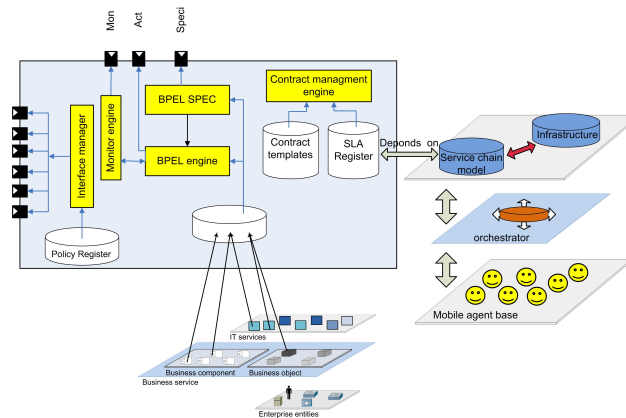 Mon
Act
Speci
Contract managment
engine
BPEL SPEC
Interface manager
Monitor engine
BPEL engine
Contract
templates
SLA
Register
Deponds on
Infrastructure
Service chain
model
Policy Register
orchestrator
Mobile agent base
IT services
Business component
Business object
Business service
Enterprise entities